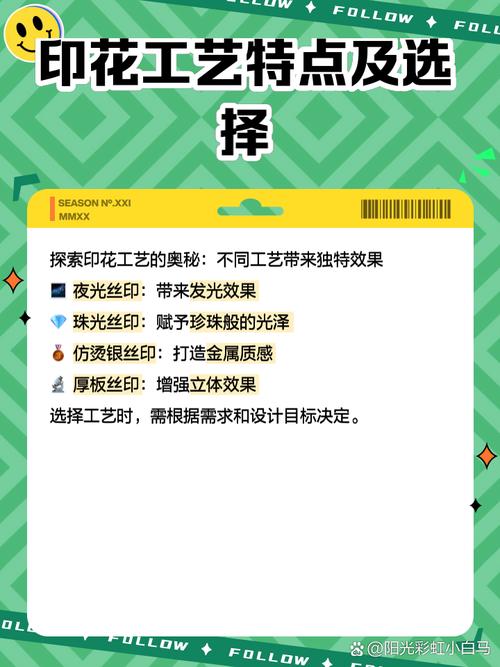 FOLLOW FOLLOW
印花工艺特点及选
择
SEASON Nº.XXI
MMXX
探索印花工艺的奥秘：不同工艺带来独特效果
夜光丝印：带来发光效果
珠光丝印：赋予珍珠般的光泽
仿烫银丝印：打造金属质感
厚板丝印：增强立体效果
选择工艺时，需根据需求和设计目标决定。
FOLLOW FOLLOW
@阳光彩虹小白马